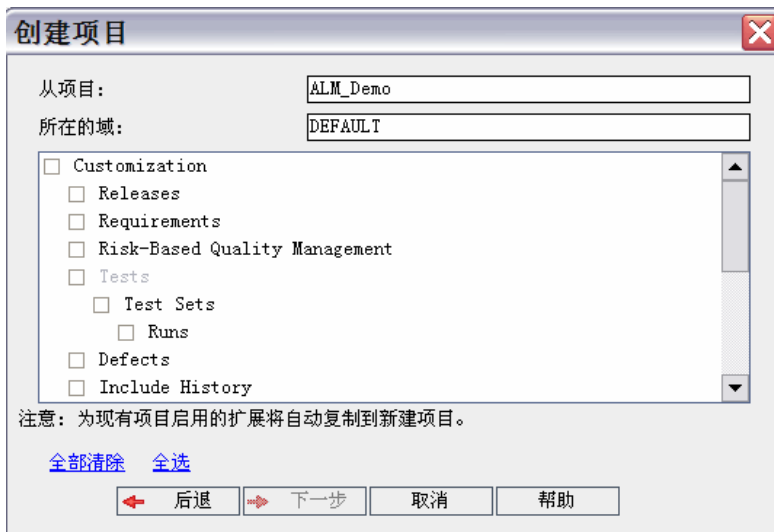 创建项目
从项目: ALM_Demo
所在的域: DEFAULT
Customization
Releases
Requirements
Risk-Based Quality Management
Tests
Test Sets
Runs
Defects
Include History
注意: 为现有项目启用的扩展将自动复制到新建项目。
全部清除 全选
后退 下一步 取消 帮助